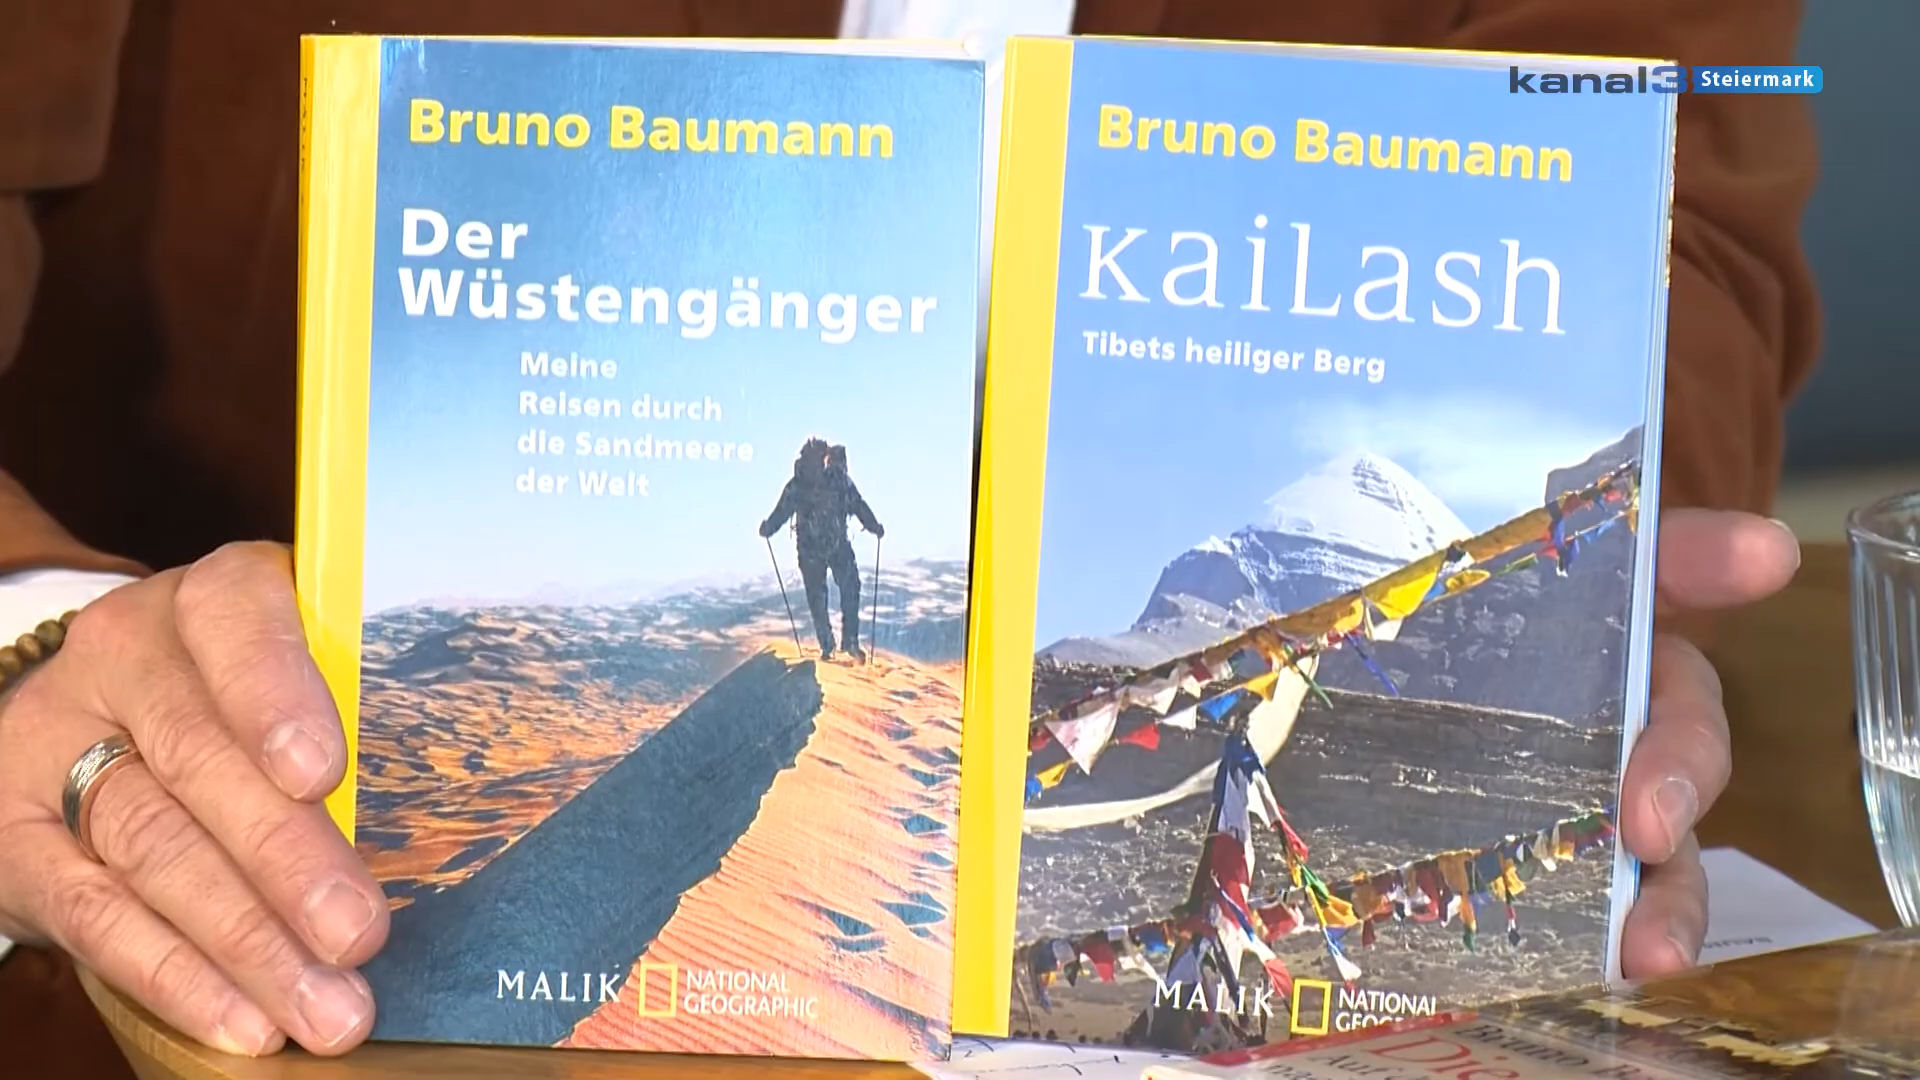 kanal3 Steiermark
Bruno Baumann
Der
Wüstengänger
Meine
Reisen durch
die Sandmeere
der Welt
MALIK
NATIONAL
GEOGRAPHIC
Bruno Baumann
Kailash
Tibets heiliger Berg
MALIK
NATIONAL
Die